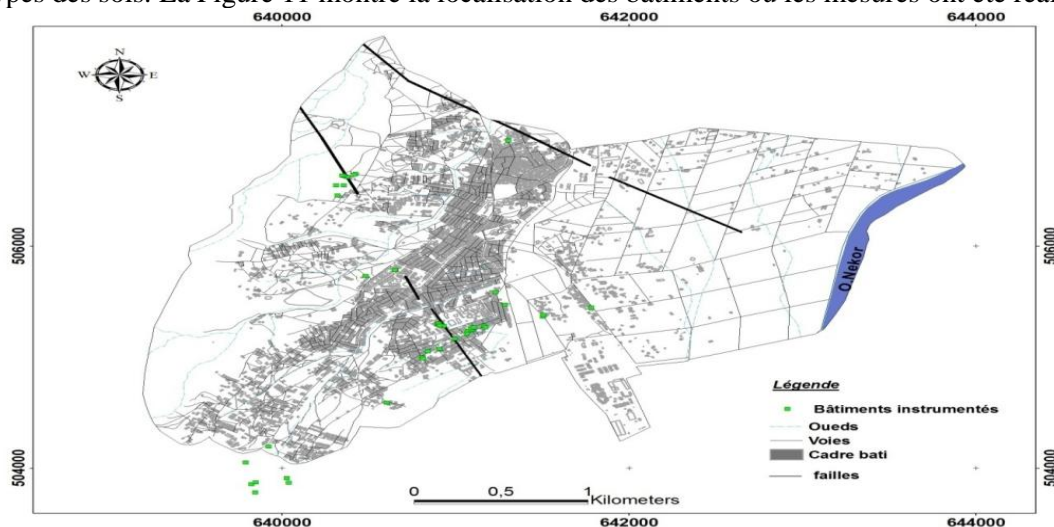 ypes des sols. La Figure 11 montre la localisation des bâtiments où les mesures ont été réal
640000 642000 644000
N
W E
S
506000 506000
O.Nekor
Légende
Bâtiments instrumentés
Oueds
Voies
Cadre bati
failles
504000 504000
0 0,5 1
Kilometers
640000 642000 644000